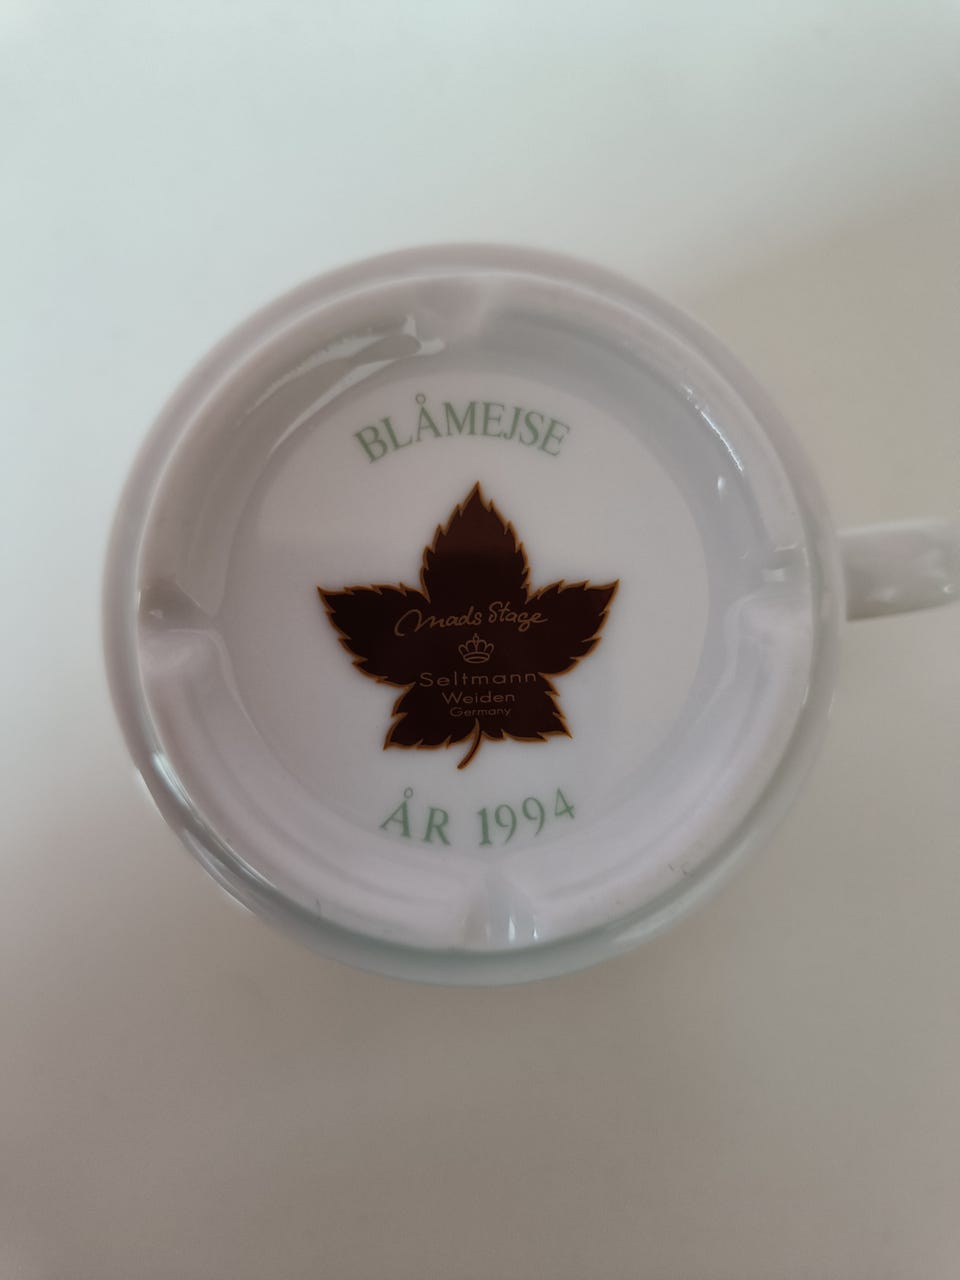 BLÅMEJSE
Mads Stage
Seltmann
Weiden
Germany
ÅR 1994